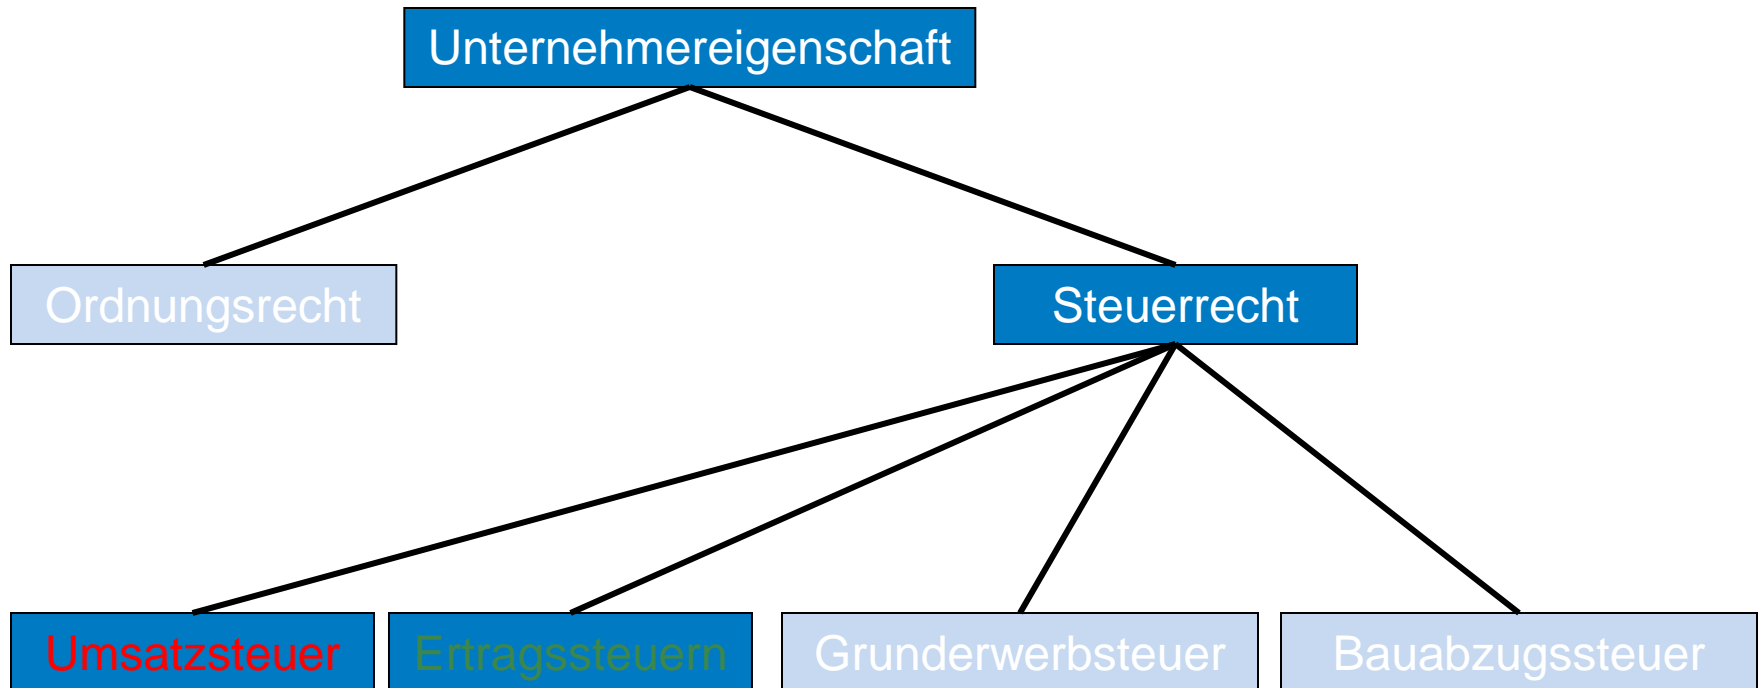 Unternehmereigenschaft
Ordnungsrecht
Steuerrecht
Umsatzsteuer
Ertragssteuern
Grunderwerbsteuer
Bauabzugssteuer